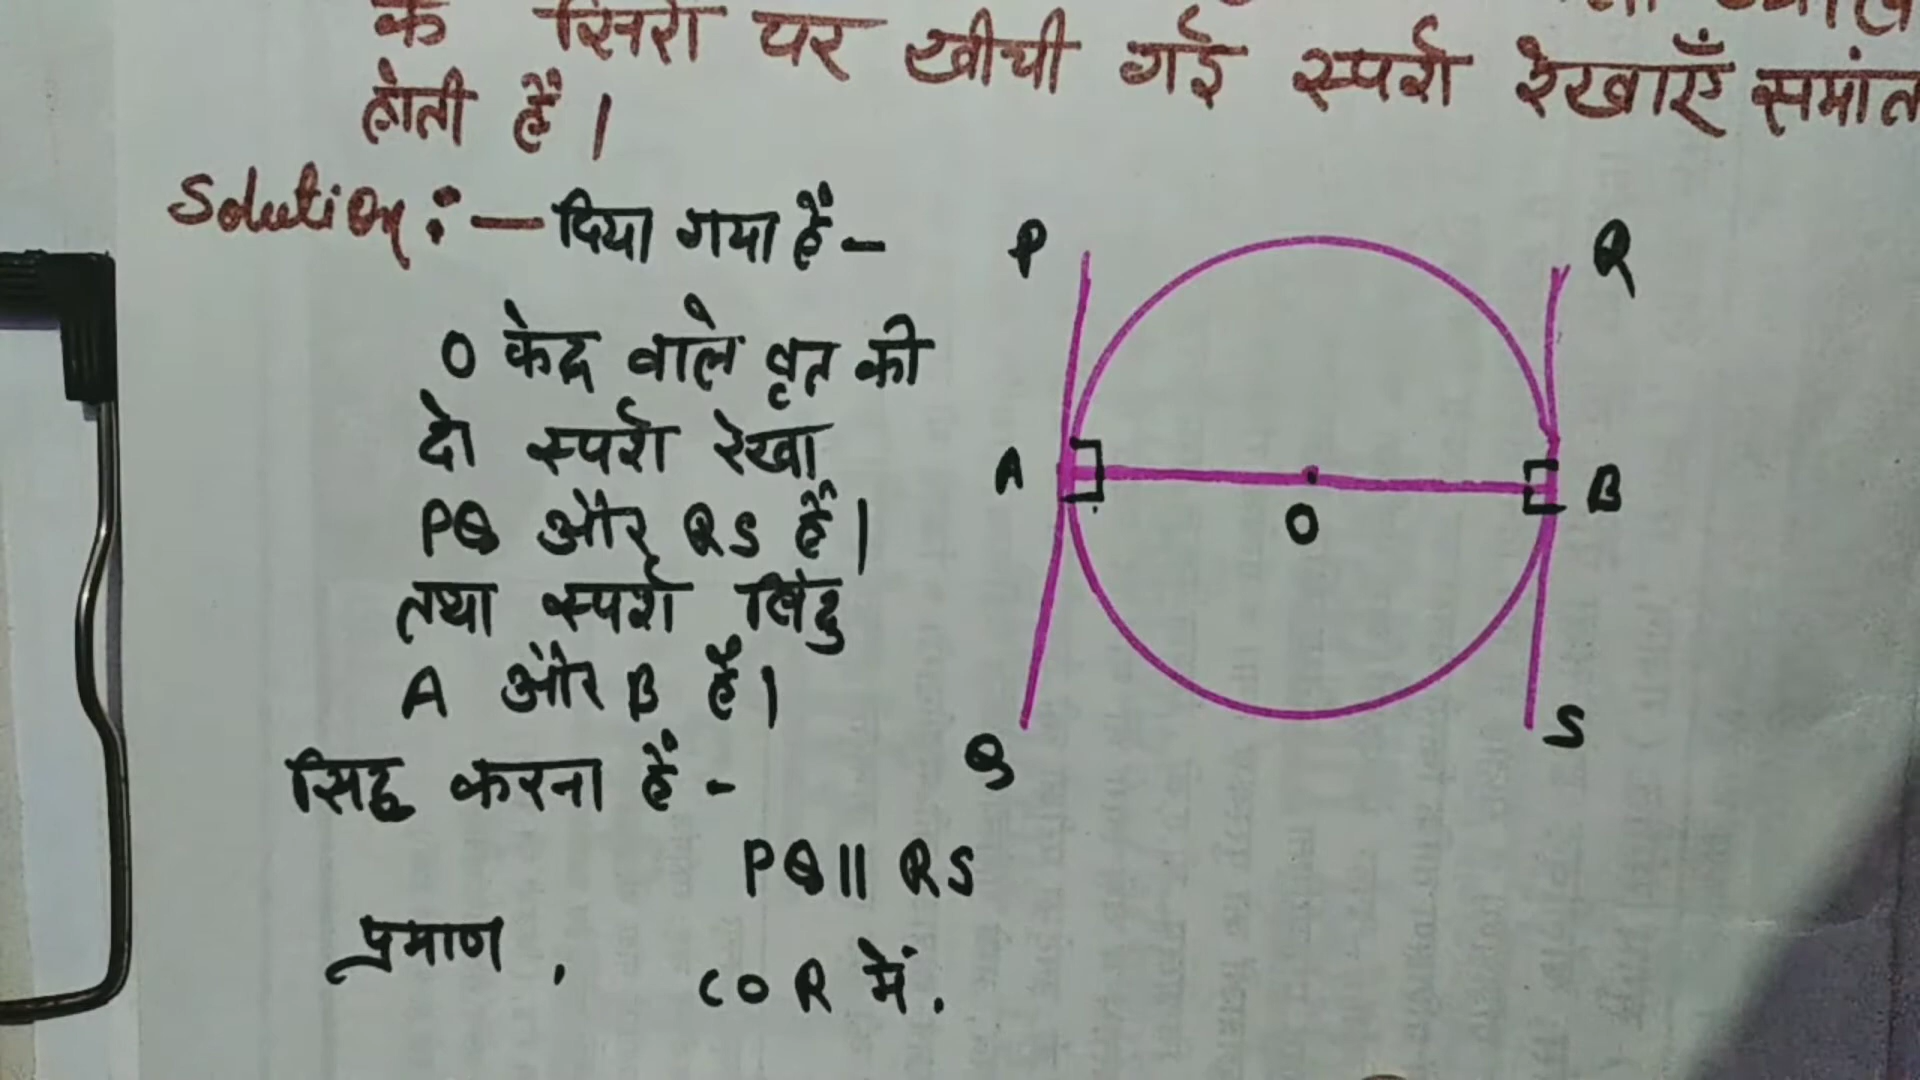 के सिरों पर खींची गई स्पर्श रेखाएँ समांत
होती हैं।
Solution:— दिया गया हैं -
O केंद्र वाले वृत की
दो स्पर्श रेखा
PQ और RS हैं।
तथा स्पर्श बिंदु
A और B हैं।
सिद्ध करना हैं -
PQ || RS
प्रमाण,
C O R में.
P
R
A
O
B
Q
S